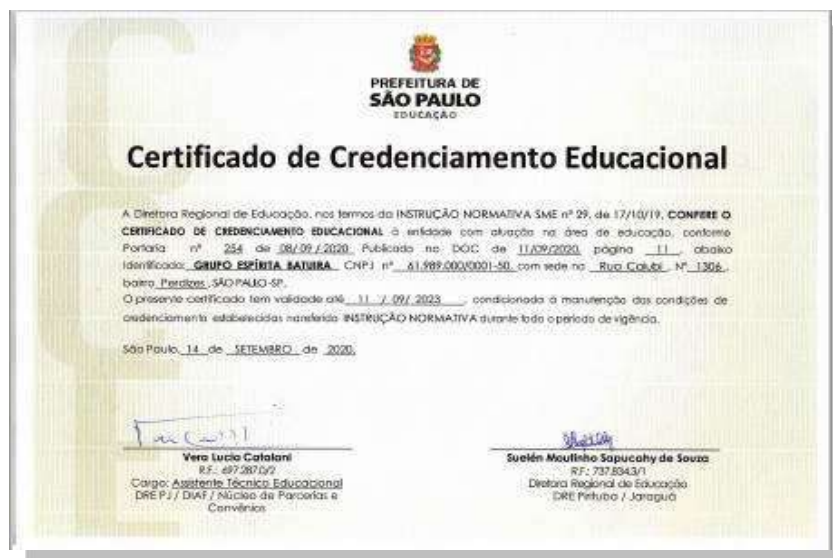 PREFEITURA DE
SÃO PAULO
EDUCAÇÃO
Certificado de Credenciamento Educacional
A Diretora Regional de Educação, nos termos da INSTRUÇÃO NORMATIVA SME nº 29, de 17/10/19, CONFERE O
CERTIFICADO DE CREDENCIAMENTO EDUCACIONAL à entidade com atuação na área de educação, conforme
Portaria nº 254 de 08/09/2020 Publicado no DOC de 11/09/2020, página 11, abaixo
identificada: GRUPO ESPÍRITA BATUIRA, CNPJ nº 61.989.000/0001-50, com sede na Rua Caiubi, Nº 1306,
bairro Perdizes, SÃO PAULO-SP.
O presente certificado tem validade até 11 / 09/ 2023, condicionada à manutenção das condições de
credenciamento estabelecidas na referida INSTRUÇÃO NORMATIVA durante todo o período de vigência.
São Paulo, 14 de SETEMBRO de 2020.
Vera Lucia Catalani
R.F.: 697.287.0/2
Cargo: Assistente Técnico Educacional
DRE PJ / DIAF / Núcleo de Parcerias e
Convênios
Suelén Moutinho Sapucahy de Souza
RF: 737.834.3/1
Diretora Regional de Educação
DRE Pirituba / Jaraguá